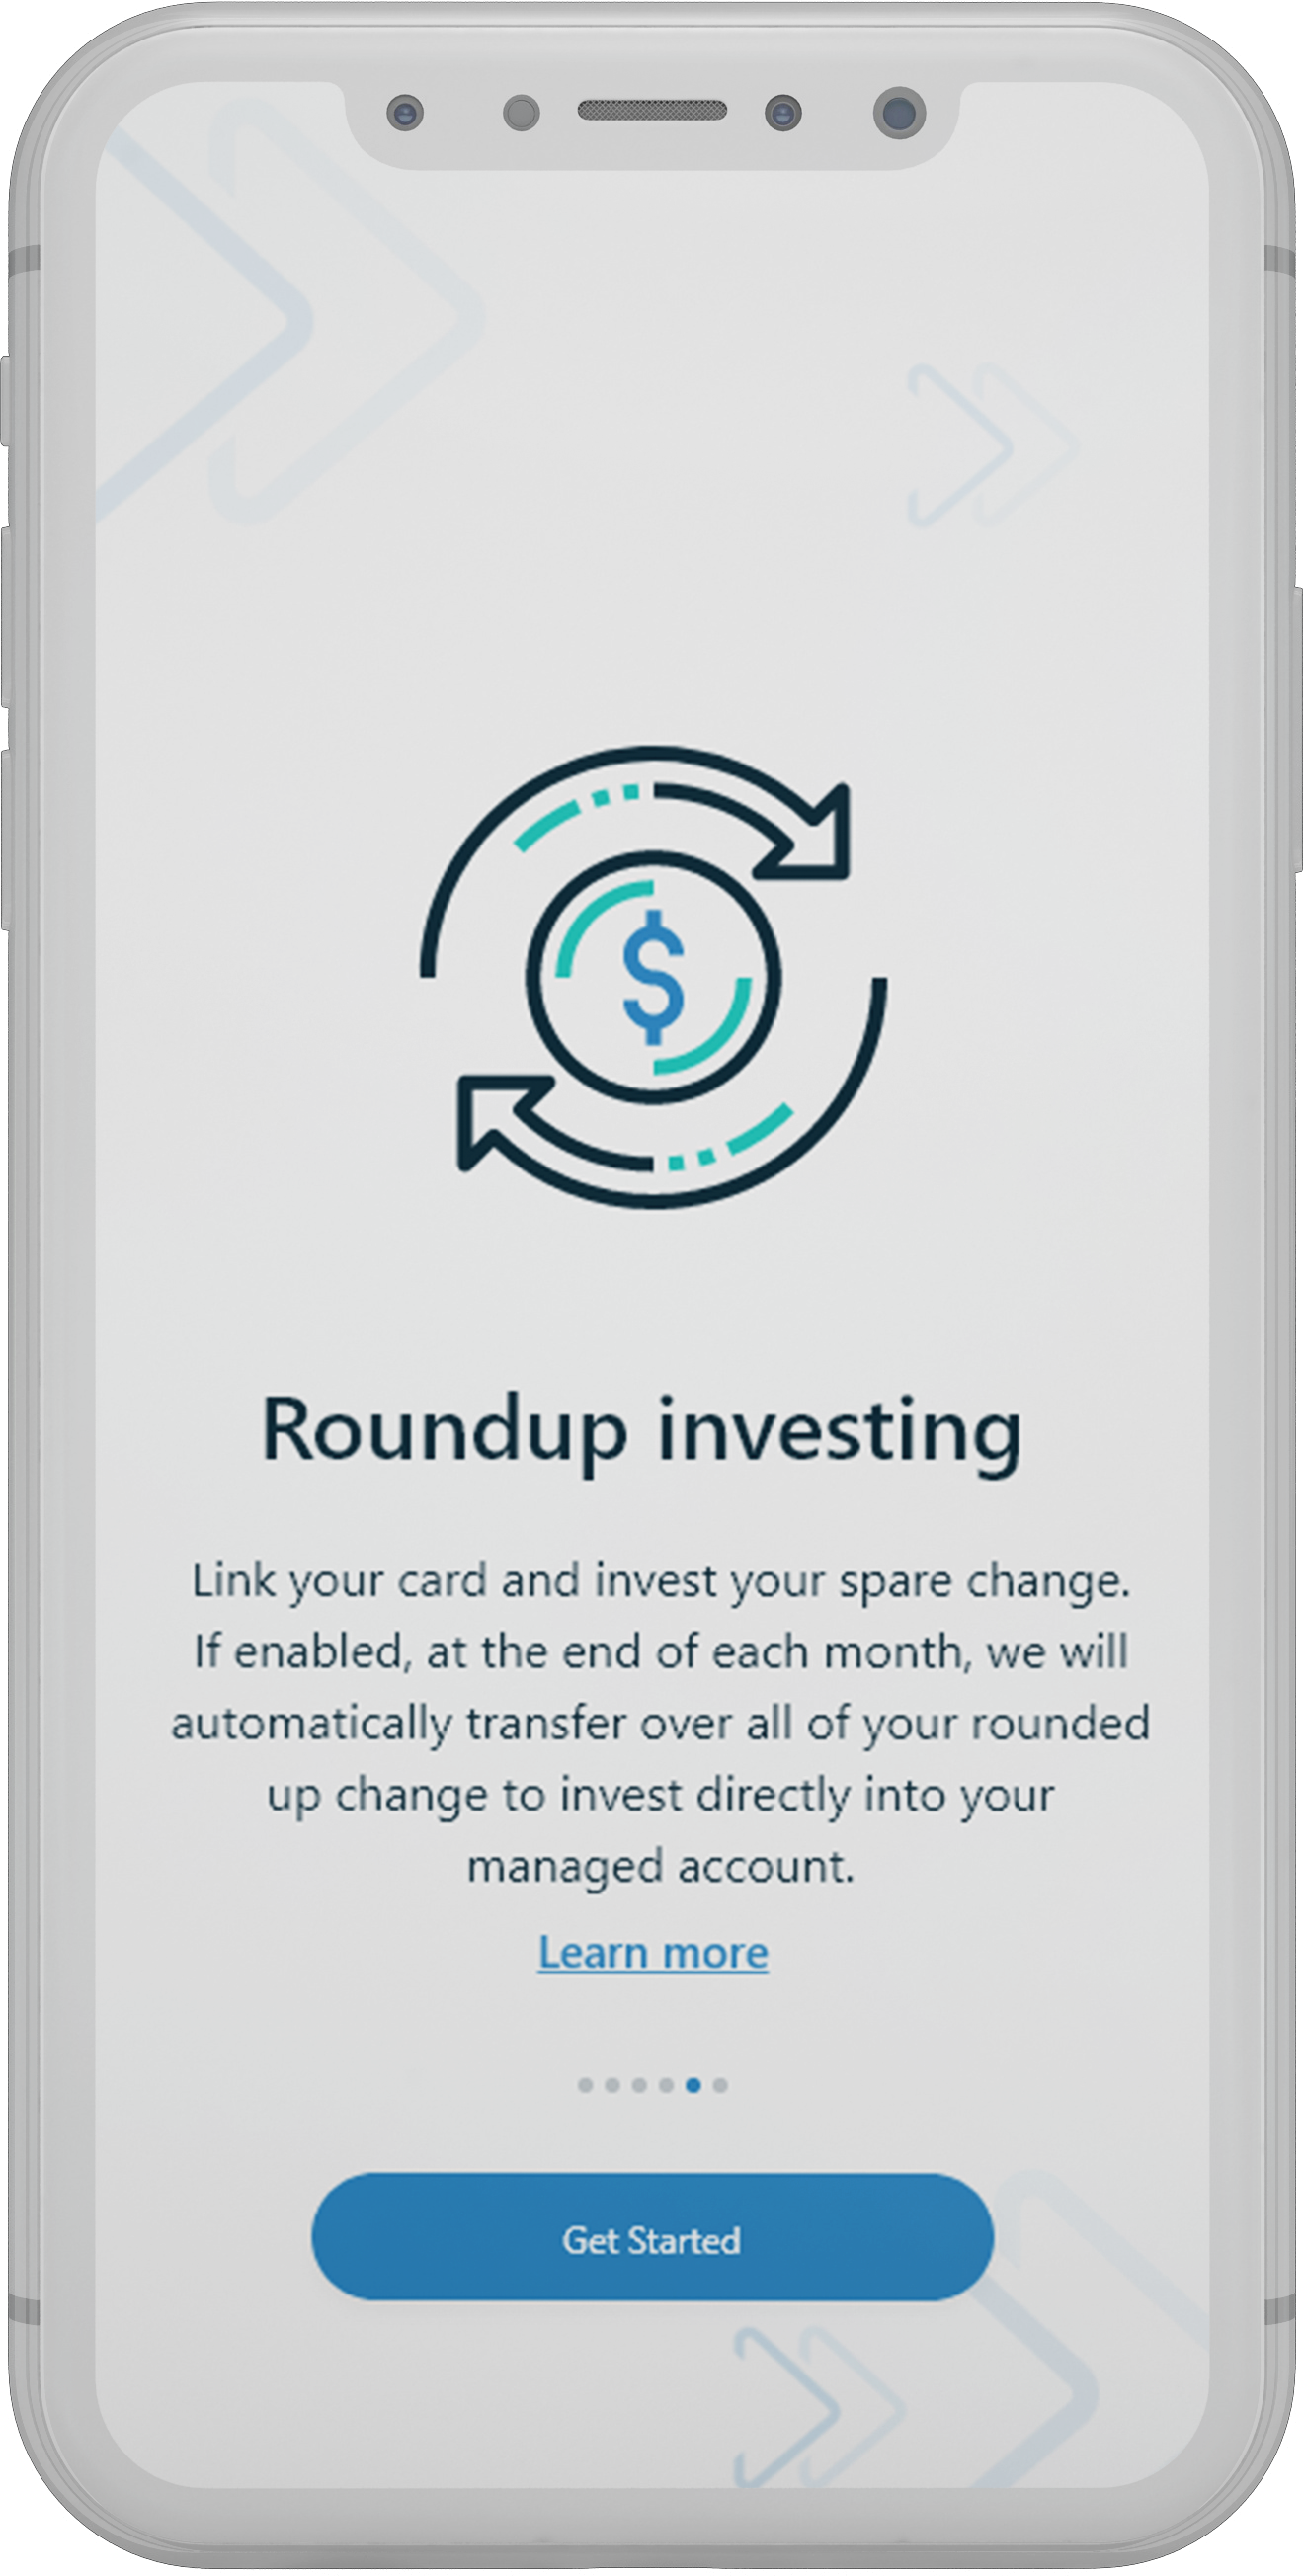 $
Roundup investing
Link your card and invest your spare change.
If enabled, at the end of each month, we will
automatically transfer over all of your rounded
up change to invest directly into your
managed account.
Learn more
Get Started